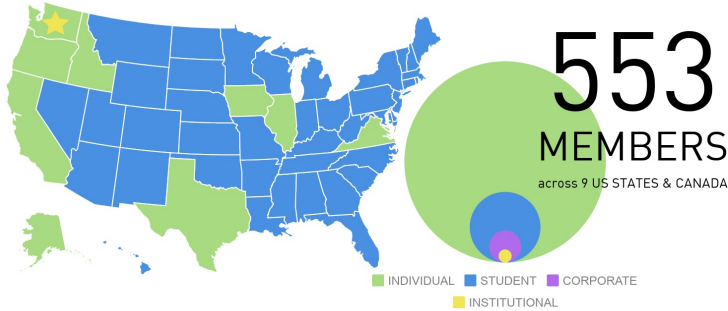 553
MEMBERS
across 9 US STATES & CANADA
INDIVIDUAL STUDENT CORPORATE
INSTITUTIONAL